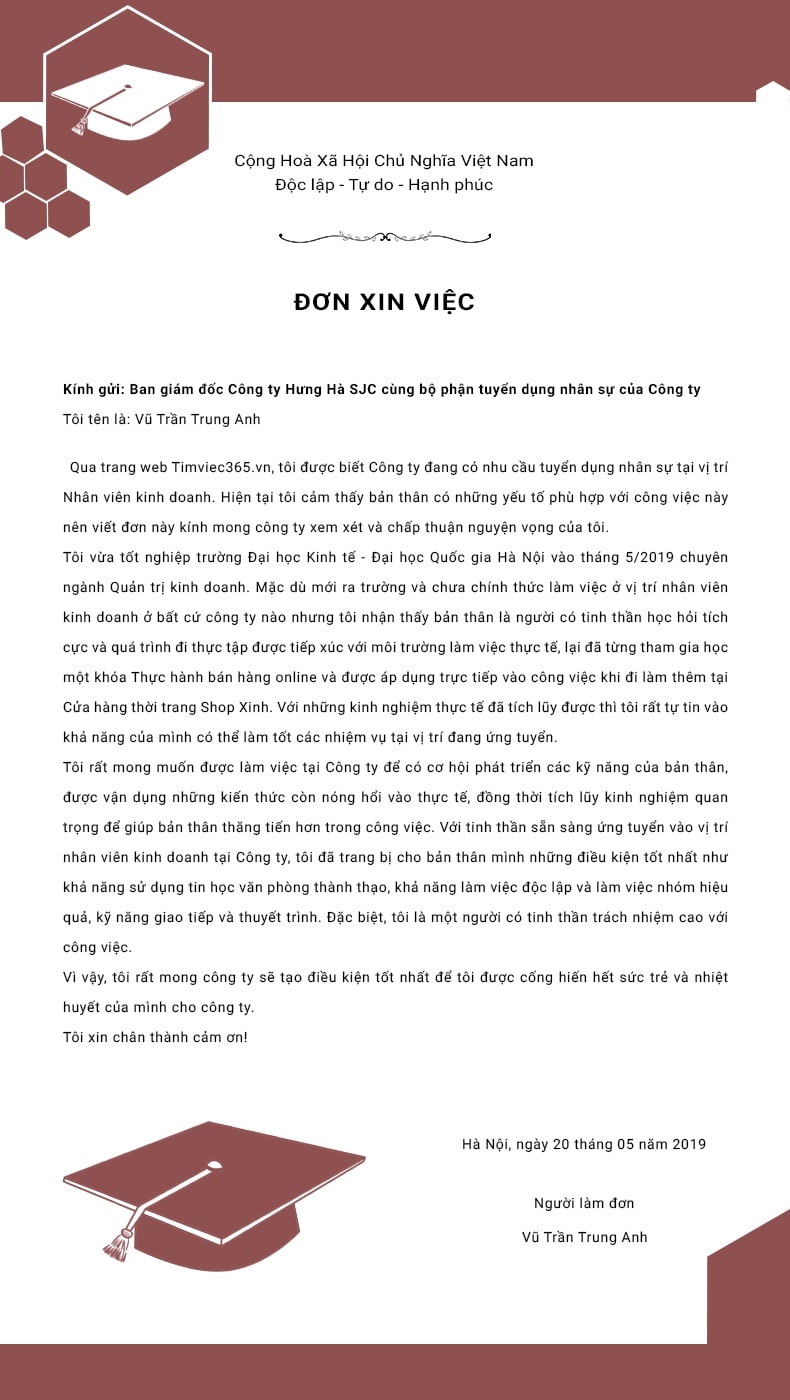 Cộng Hoà Xã Hội Chủ Nghĩa Việt Nam
Độc lập - Tự do - Hạnh phúc
ĐƠN XIN VIỆC
Kính gửi: Ban giám đốc Công ty Hưng Hà SJC cùng bộ phận tuyển dụng nhân sự của Công ty
Tôi tên là: Vũ Trần Trung Anh
Qua trang web Timviec365.vn, tôi được biết Công ty đang có nhu cầu tuyển dụng nhân sự tại vị trí
Nhân viên kinh doanh. Hiện tại tôi cảm thấy bản thân có những yếu tố phù hợp với công việc này
nên viết đơn này kính mong công ty xem xét và chấp thuận nguyện vọng của tôi.
Tôi vừa tốt nghiệp trường Đại học Kinh tế - Đại học Quốc gia Hà Nội vào tháng 5/2019 chuyên
ngành Quản trị kinh doanh. Mặc dù mới ra trường và chưa chính thức làm việc ở vị trí nhân viên
kinh doanh ở bất cứ công ty nào nhưng tôi nhận thấy bản thân là người có tinh thần học hỏi tích
cực và quá trình đi thực tập được tiếp xúc với môi trường làm việc thực tế, lại đã từng tham gia học
một khóa Thực hành bán hàng online và được áp dụng trực tiếp vào công việc khi đi làm thêm tại
Cửa hàng thời trang Shop Xinh. Với những kinh nghiệm thực tế đã tích lũy được thì tôi rất tự tin vào
khả năng của mình có thể làm tốt các nhiệm vụ tại vị trí đang ứng tuyển.
Tôi rất mong muốn được làm việc tại Công ty để có cơ hội phát triển các kỹ năng của bản thân,
được vận dụng những kiến thức còn nóng hổi vào thực tế, đồng thời tích lũy kinh nghiệm quan
trọng để giúp bản thân thăng tiến hơn trong công việc. Với tinh thần sẵn sàng ứng tuyển vào vị trí
nhân viên kinh doanh tại Công ty, tôi đã trang bị cho bản thân mình những điều kiện tốt nhất như
khả năng sử dụng tin học văn phòng thành thạo, khả năng làm việc độc lập và làm việc nhóm hiệu
quả, kỹ năng giao tiếp và thuyết trình. Đặc biệt, tôi là một người có tinh thần trách nhiệm cao với
công việc.
Vì vậy, tôi rất mong công ty sẽ tạo điều kiện tốt nhất để tôi được cống hiến hết sức trẻ và nhiệt
huyết của mình cho công ty.
Tôi xin chân thành cảm ơn!
Hà Nội, ngày 20 tháng 05 năm 2019
Người làm đơn
Vũ Trần Trung Anh